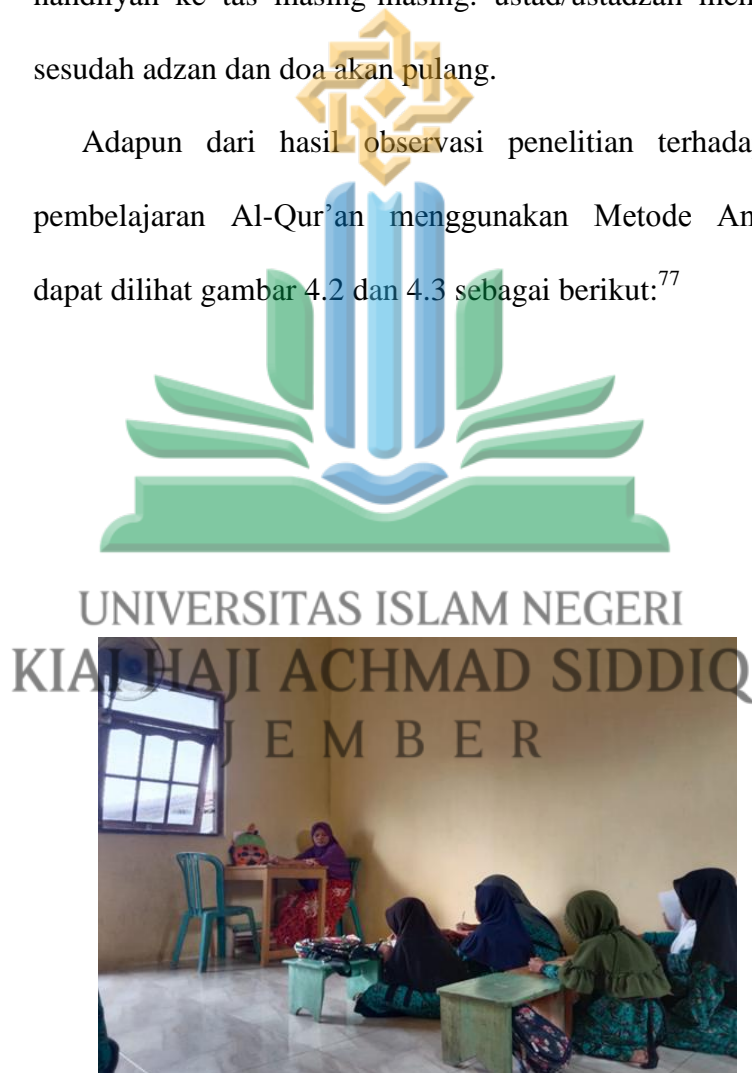 ke tas masing-masing. ustad/ustadzah
sesudah adzan dan doa akan pulang.
Adapun dari hasil observasi penelitian terhada
pembelajaran Al-Qur'an menggunakan Metode An
dapat dilihat gambar 4.2 dan 4.3 sebagai berikut:77
UNIVERSITAS ISLAM NEGERI
KIAI HAJI ACHMAD SIDDIQ
JEMBER